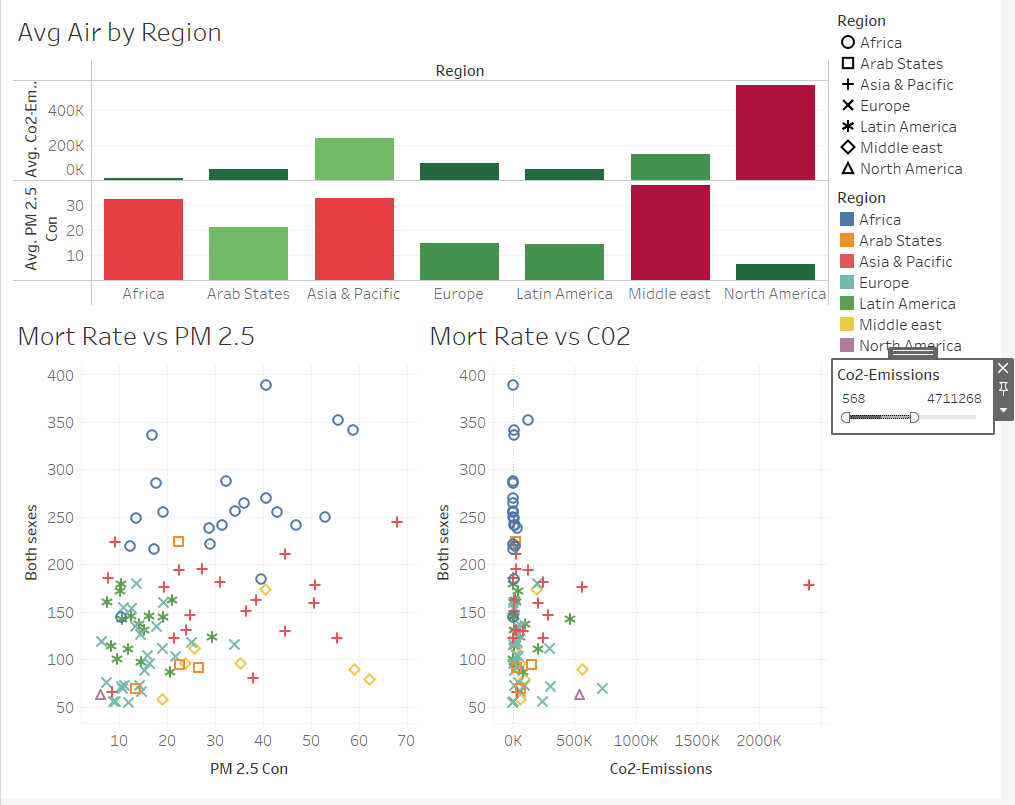 Avg Air by Region
Region
Avg. Co2-Em..
400K
200K
0K
Avg. PM 2.5
Con
30
20
10
Africa Arab States Asia & Pacific Europe Latin America Middle east North America
Mort Rate vs PM 2.5
Both sexes
400
350
300
250
200
150
100
50
10 20 30 40 50 60 70
PM 2.5 Con
Mort Rate vs C02
Both sexes
400
350
300
250
200
150
100
50
0K 500K 1000K 1500K 2000K
Co2-Emissions
Region
Africa
Arab States
Asia & Pacific
Europe
Latin America
Middle east
North America
Region
Africa
Arab States
Asia & Pacific
Europe
Latin America
Middle east
North America
Co2-Emissions
568 4711268